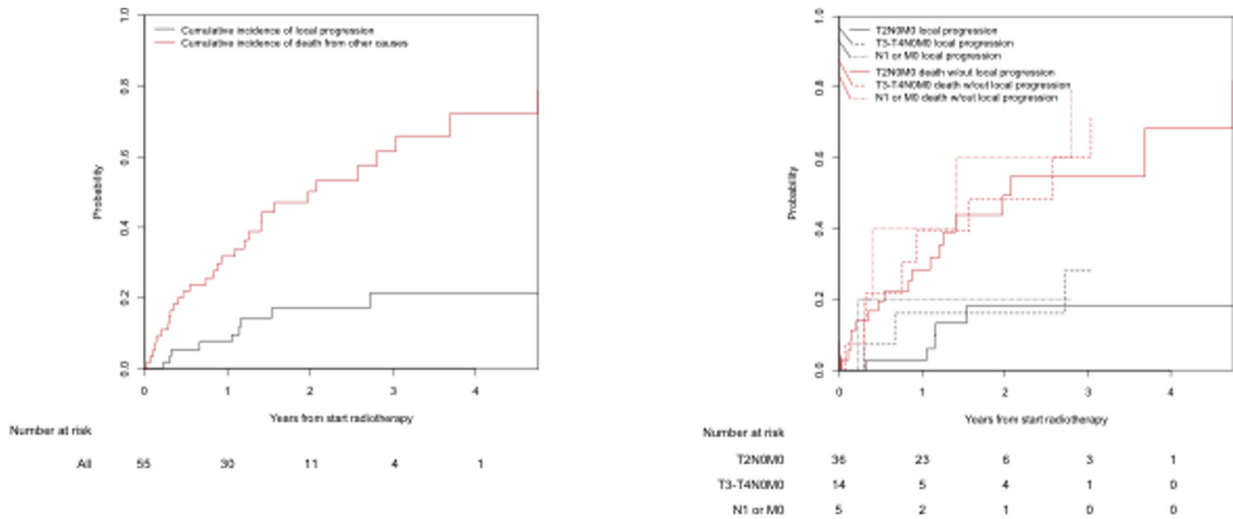 1.0
0.8
0.6
0.4
0.2
0.0
Probability
Cumulative incidence of local progression
Cumulative incidence of death from other causes
0 1 2 3 4
Years from start radiotherapy
Number at risk
All 55 30 11 4 1
1.0
0.8
0.6
0.4
0.2
0.0
Probability
T2N0M0 local progression
T3-T4N0M0 local progression
N1 or M0 local progression
T2N0M0 death w/out local progression
T3-T4N0M0 death w/out local progression
N1 or M0 death w/out local progression
0 1 2 3 4
Years from start radiotherapy
Number at risk
T2N0M0 36 23 6 3 1
T3-T4N0M0 14 5 4 1 0
N1 or M0 5 2 1 0 0